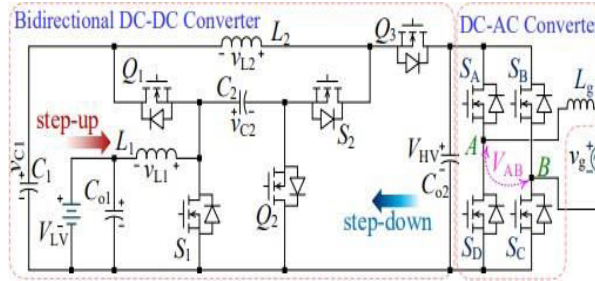 Bidirectional DC-DC Converter
DC-AC Converter
L2
- vL2 +
Q3
Q1
C2
+ vC2 -
S2
SA
SB
Lg
step-up
L1
- vL1 +
vC1
C1
+
-
Co1
+
-
VLV
+
-
S1
Q2
step-down
VHV
+
-
Co2
A
VAB
B
vg
+
-
SD
SC